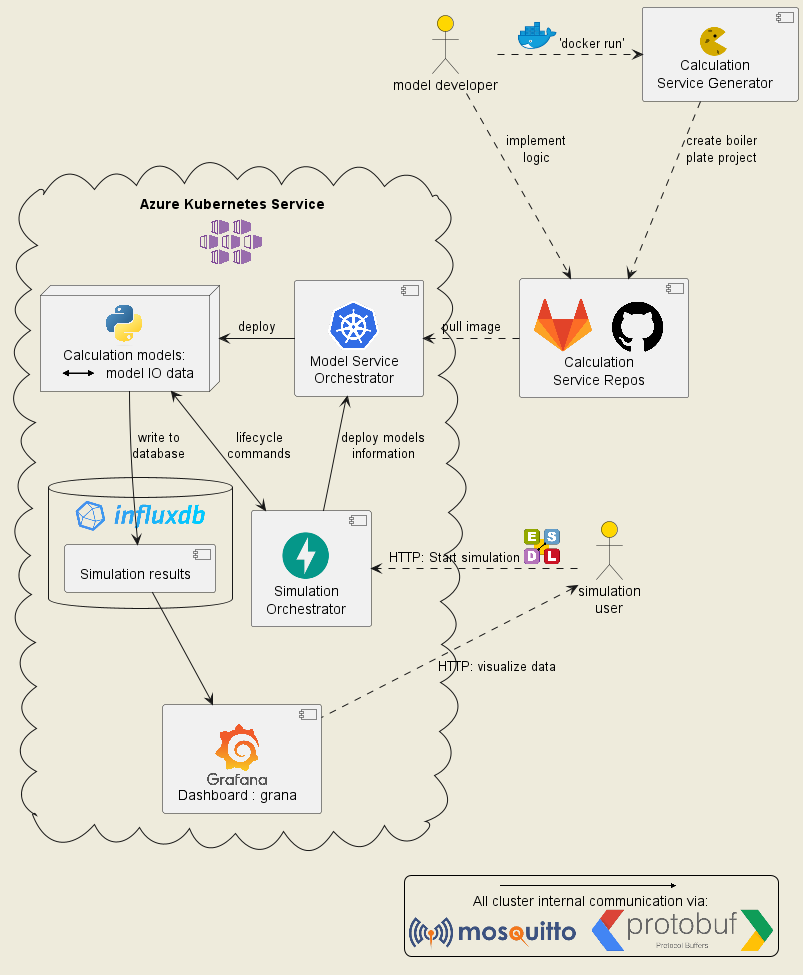 model developer
'docker run'
Calculation
Service Generator
implement
logic
create boiler
plate project
Azure Kubernetes Service
Calculation models:
model IO data
deploy
Model Service
Orchestrator
pull image
Calculation
Service Repos
write to
database
lifecycle
commands
deploy models
information
influxdb
Simulation results
Simulation
Orchestrator
HTTP: Start simulation
E S
D L
simulation
user
HTTP: visualize data
Grafana
Dashboard : grana
All cluster internal communication via:
mosquitto
protobuf
Protocol Buffers